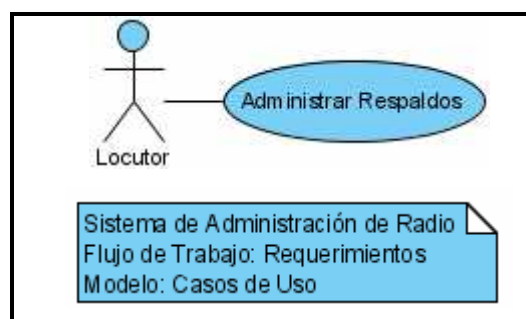 Administrar Respaldos
Locutor
Sistema de Administración de Radio
Flujo de Trabajo: Requerimientos
Modelo: Casos de Uso